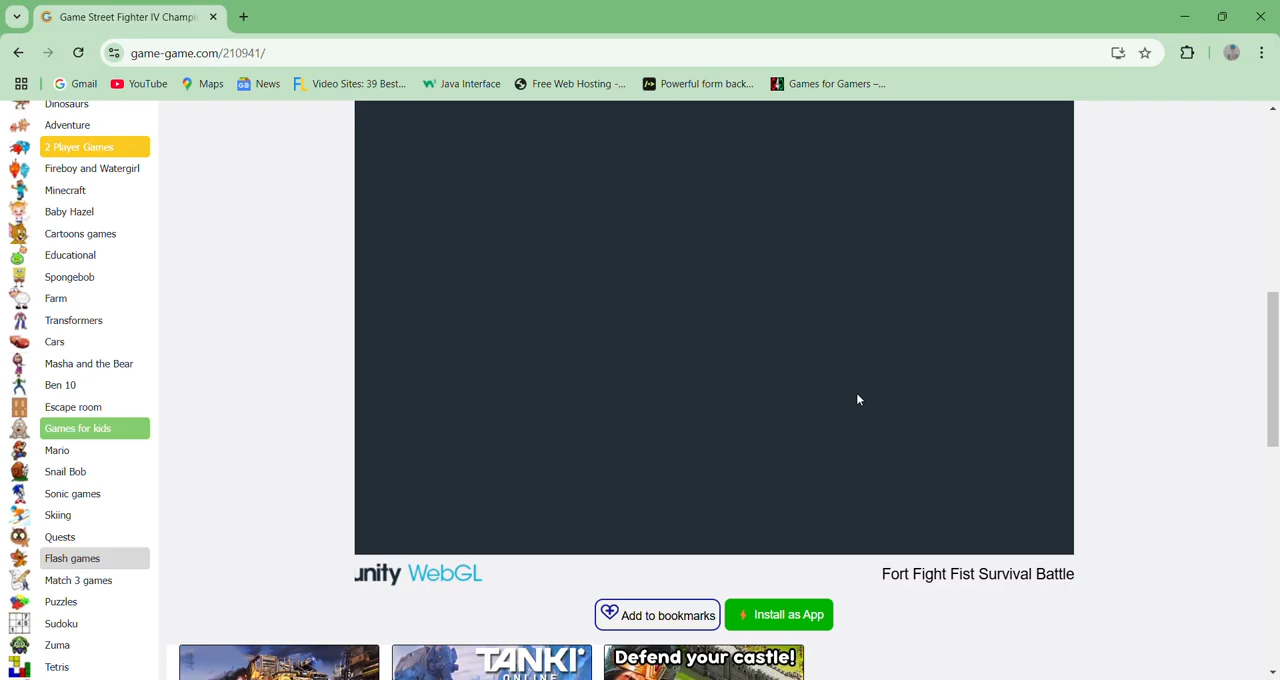 Game Street Fighter IV Champi
game-game.com/210941/
Gmail
YouTube
Maps
News
Video Sites: 39 Best...
Java Interface
Free Web Hosting -...
Powerful form back...
Games for Gamers –...
Dinosaurs
Adventure
2 Player Games
Fireboy and Watergirl
Minecraft
Baby Hazel
Cartoons games
Educational
Spongebob
Farm
Transformers
Cars
Masha and the Bear
Ben 10
Escape room
Games for kids
Mario
Snail Bob
Sonic games
Skiing
Quests
Flash games
Match 3 games
Puzzles
Sudoku
Zuma
Tetris
unity WebGL
Fort Fight Fist Survival Battle
Add to bookmarks
Install as App
TANKI
ONLINE
Defend your castle!